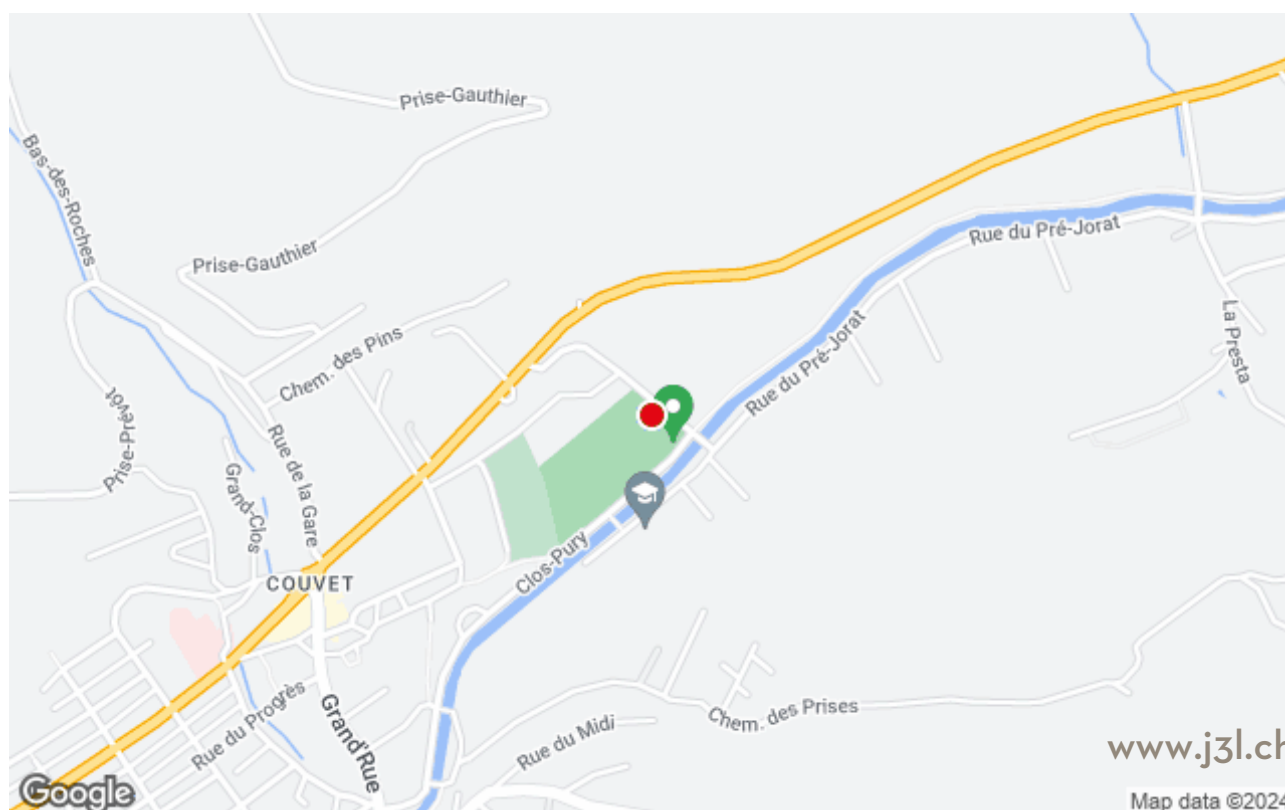 Prise-Gauthier
Bas-des-Roches
Rue du Pré-Jorat
Prise-Gauthier
La Presta
Chem. des Pins
Rue du Pré-Jorat
Prise-Prévôt
Rue de la Gare
Grand-Clos
Clos-Pury
COUVET
Rue du Progrès
Grand'Rue
Chem. des Prises
Rue du Midi
www.j3l.ch
Google
Map data ©2024